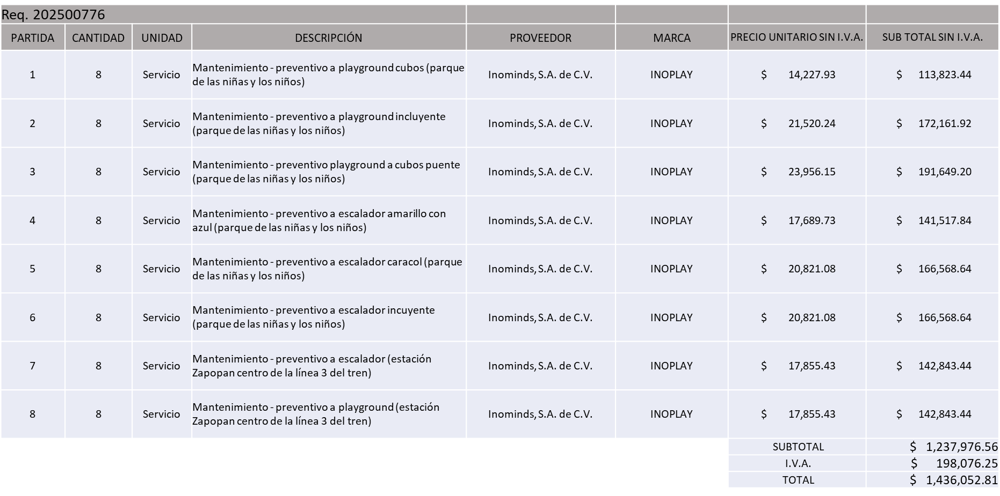 Req. 202500776
PARTIDA CANTIDAD UNIDAD DESCRIPCIÓN PROVEEDOR MARCA PRECIO UNITARIO SIN I.V.A. SUB TOTAL SIN I.V.A.
1 8 Servicio Mantenimiento - preventivo a playground cubos (parque
de las niñas y los niños) Inominds, S.A. de C.V. INOPLAY $ 14,227.93 $ 113,823.44
2 8 Servicio Mantenimiento - preventivo a playground incluyente
(parque de las niñas y los niños) Inominds, S.A. de C.V. INOPLAY $ 21,520.24 $ 172,161.92
3 8 Servicio Mantenimiento - preventivo playground a cubos puente
(parque de las niñas y los niños) Inominds, S.A. de C.V. INOPLAY $ 23,956.15 $ 191,649.20
4 8 Servicio Mantenimiento - preventivo a escalador amarillo con
azul (parque de las niñas y los niños) Inominds, S.A. de C.V. INOPLAY $ 17,689.73 $ 141,517.84
5 8 Servicio Mantenimiento - preventivo a escalador caracol (parque
de las niñas y los niños) Inominds, S.A. de C.V. INOPLAY $ 20,821.08 $ 166,568.64
6 8 Servicio Mantenimiento - preventivo a escalador incuyente
(parque de las niñas y los niños) Inominds, S.A. de C.V. INOPLAY $ 20,821.08 $ 166,568.64
7 8 Servicio Mantenimiento - preventivo a escalador (estación
Zapopan centro de la línea 3 del tren) Inominds, S.A. de C.V. INOPLAY $ 17,855.43 $ 142,843.44
8 8 Servicio Mantenimiento - preventivo a playground (estación
Zapopan centro de la línea 3 del tren) Inominds, S.A. de C.V. INOPLAY $ 17,855.43 $ 142,843.44
SUBTOTAL $ 1,237,976.56
I.V.A. $ 198,076.25
TOTAL $ 1,436,052.81